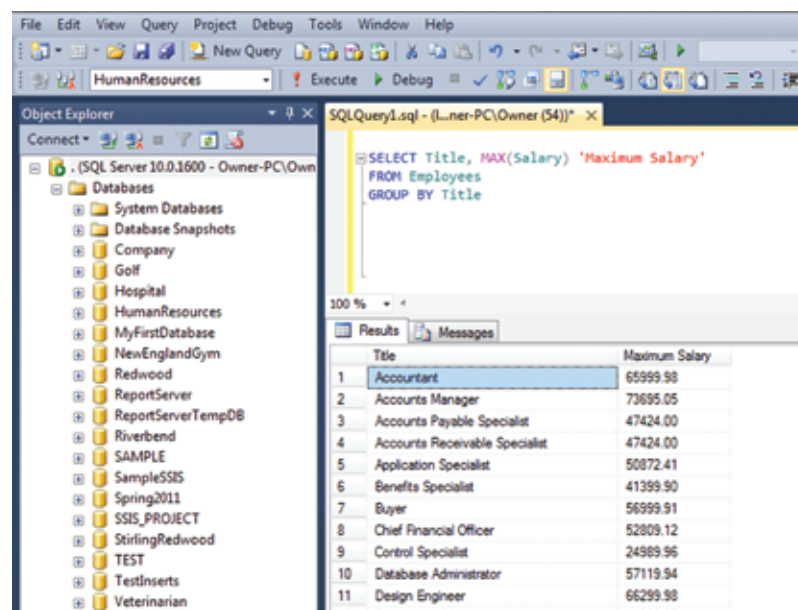 File Edit View Query Project Debug Tools Window Help
New Query
HumanResources Execute Debug
Object Explorer
Connect
. (SQL Server 10.0.1600 - Owner-PC\Own
Databases
System Databases
Database Snapshots
Company
Golf
Hospital
HumanResources
MyFirstDatabase
NewEnglandGym
Redwood
ReportServer
ReportServerTempDB
Riverbend
SAMPLE
SampleSSIS
Spring2011
SSIS_PROJECT
StirlingRedwood
TEST
TestInserts
Veterinarian
SQLQuery1.sql - (l...ner-PC\Owner (54))*
SELECT Title, MAX(Salary) 'Maximum Salary'
FROM Employees
GROUP BY Title
100 %
Results Messages
Title Maximum Salary
1 Accountant 65999.98
2 Accounts Manager 73695.05
3 Accounts Payable Specialist 47424.00
4 Accounts Receivable Specialist 47424.00
5 Application Specialist 50872.41
6 Benefits Specialist 41399.90
7 Buyer 56999.91
8 Chief Financial Officer 52809.12
9 Control Specialist 24989.96
10 Database Administrator 57119.94
11 Design Engineer 66299.98